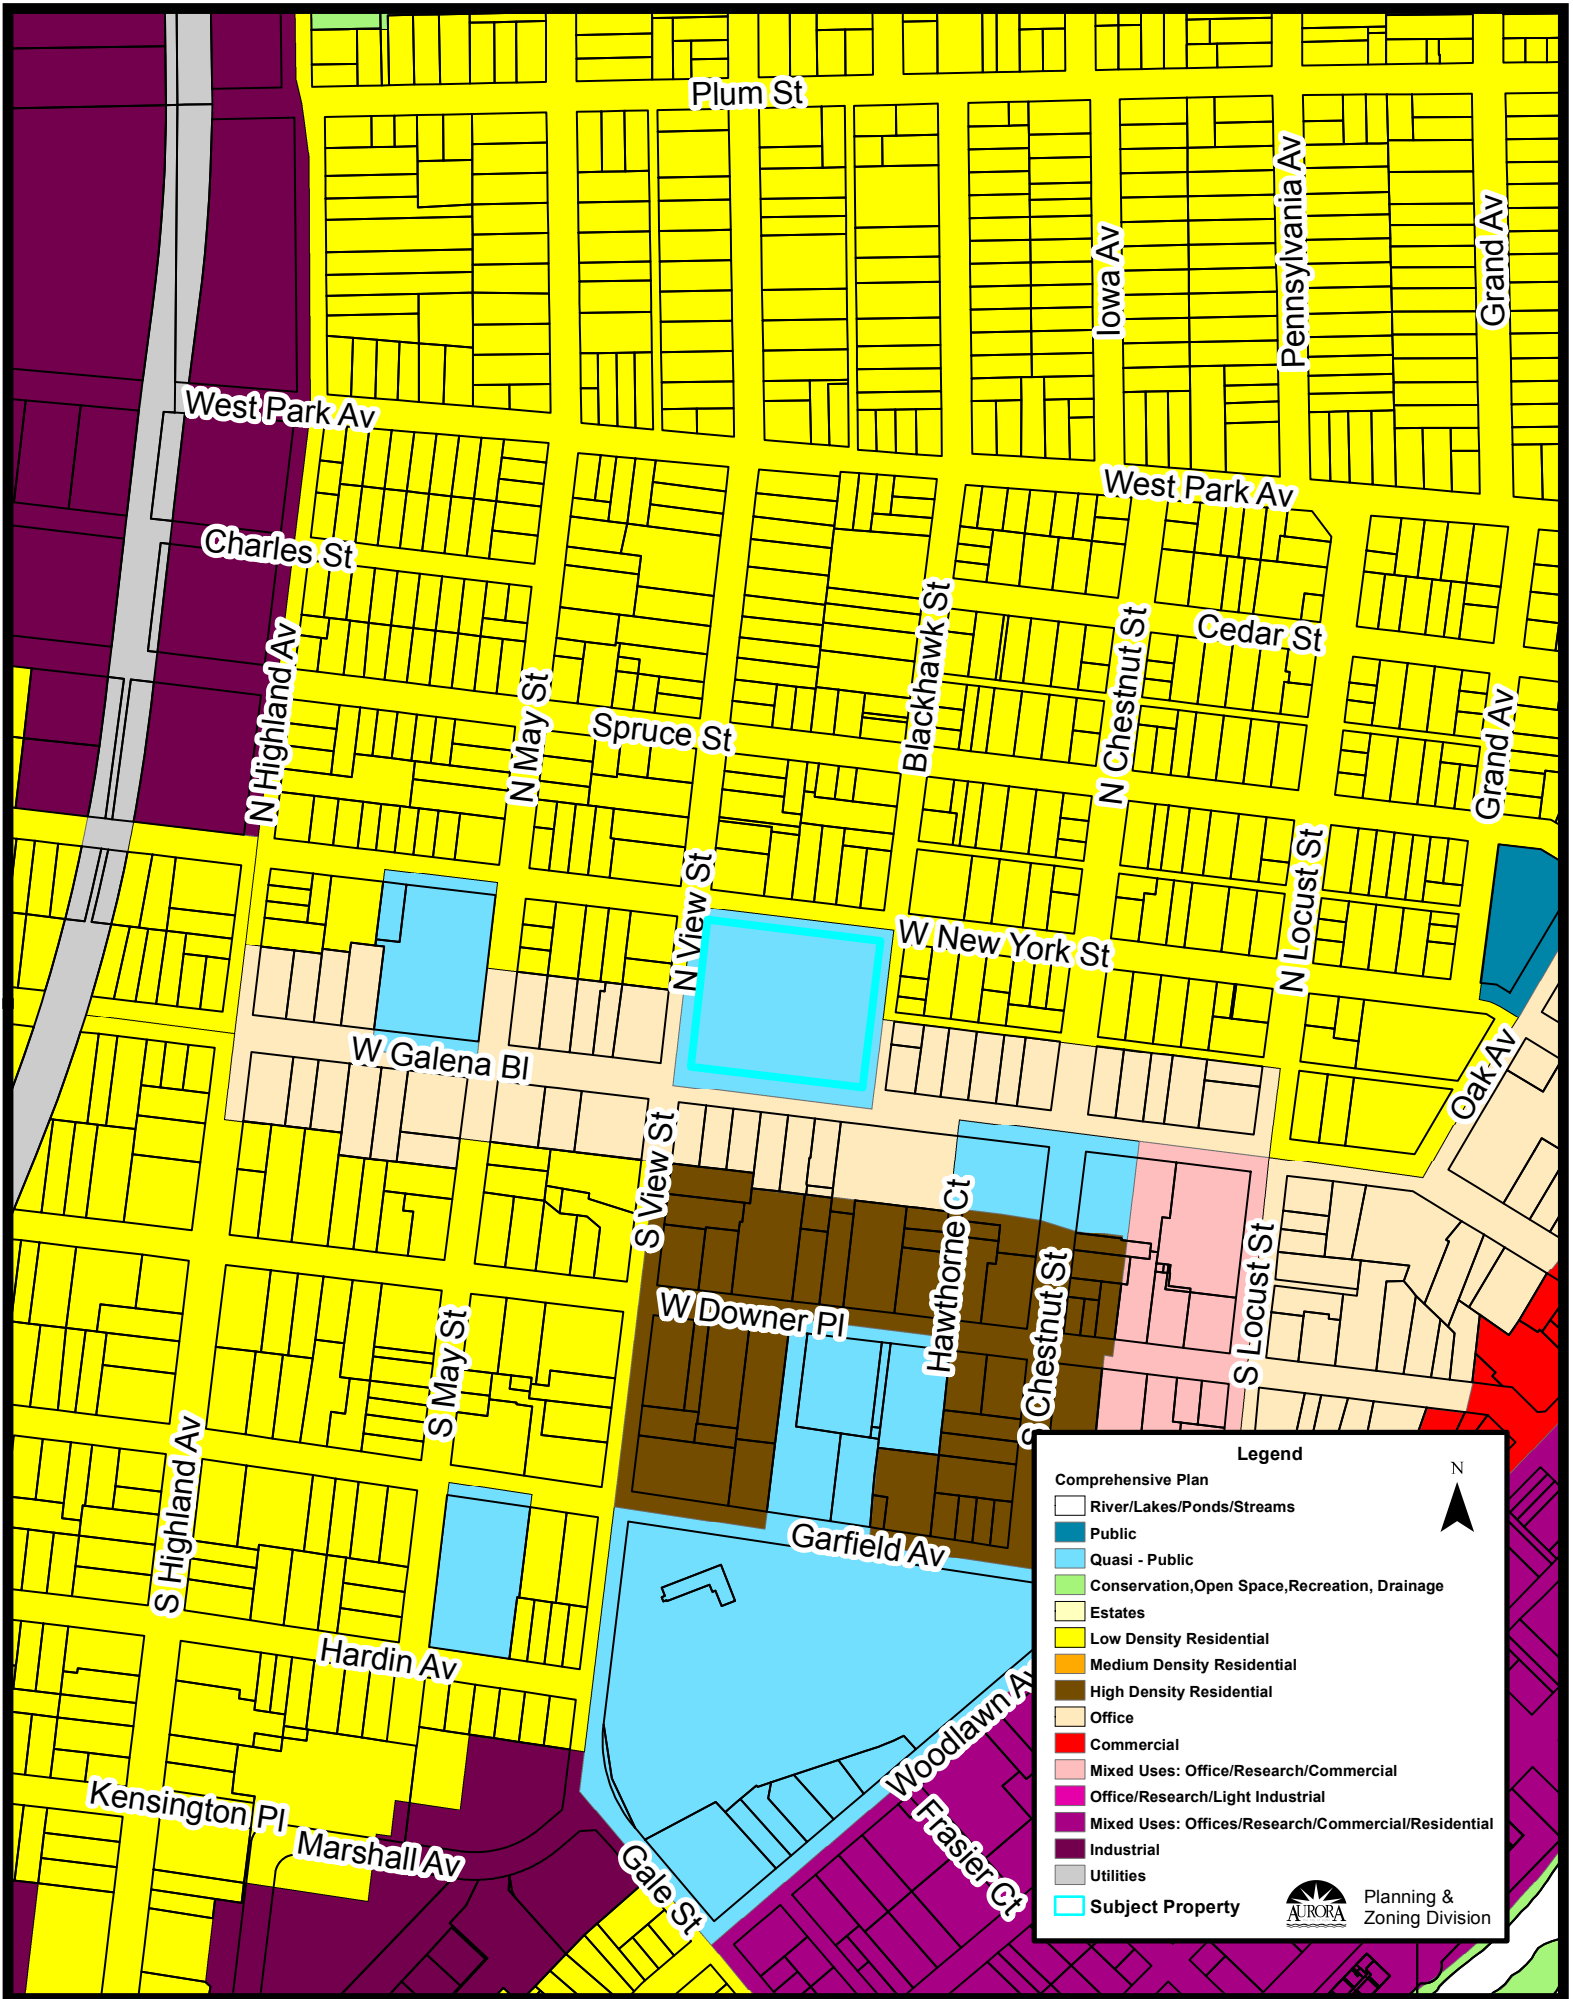 Plum St
Pennsylvania Av
Grand Av
Iowa Av
West Park Av
West Park Av
Charles St
Blackhawk St
N Chestnut St
Cedar St
N Highland Av
N May St
Spruce St
Grand Av
N View St
N Locust St
W New York St
W Galena Bl
Oak Av
S View St
Hawthorne Ct
S Locust St
S Chestnut St
W Downer Pl
S May St
S Highland Av
Garfield Av
Hardin Av
Woodlawn Av
Kensington Pl
Marshall Av
Frasier Ct
Gale St
Legend
N
Comprehensive Plan
River/Lakes/Ponds/Streams
Public
Quasi - Public
Conservation,Open Space,Recreation, Drainage
Estates
Low Density Residential
Medium Density Residential
High Density Residential
Office
Commercial
Mixed Uses: Office/Research/Commercial
Office/Research/Light Industrial
Mixed Uses: Offices/Research/Commercial/Residential
Industrial
Utilities
Subject Property
AURORA
Planning &
Zoning Division